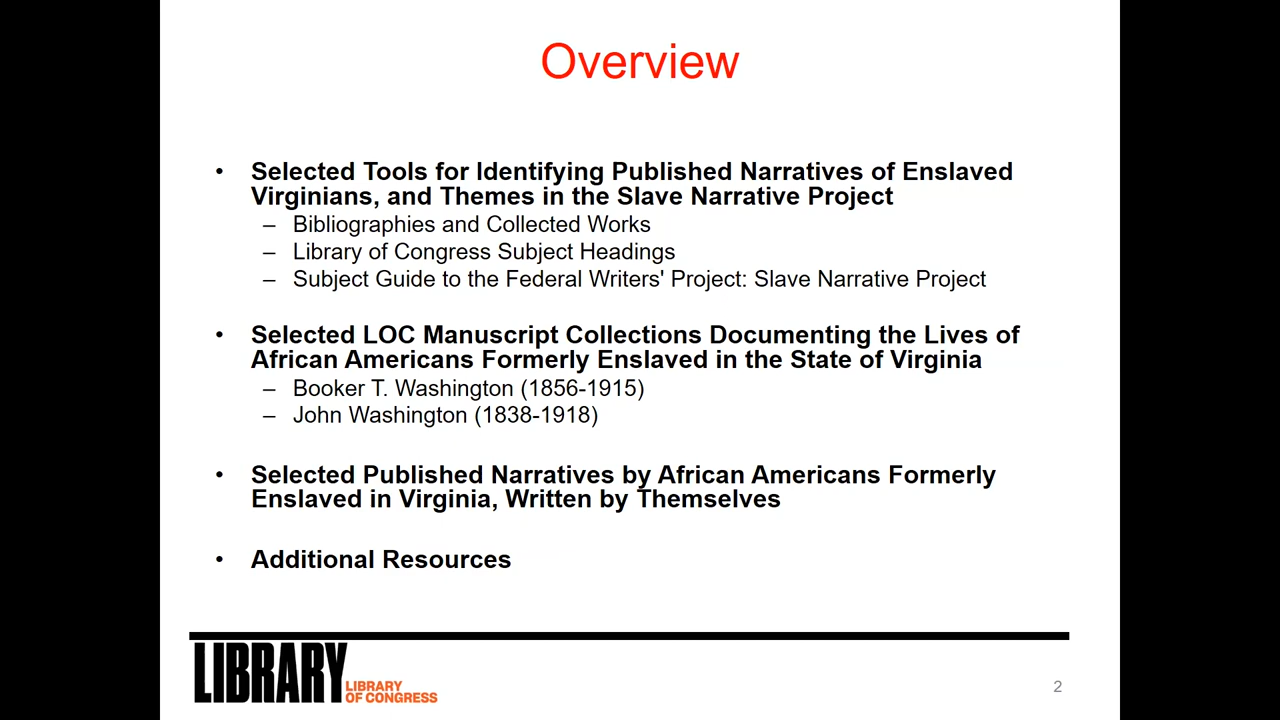 Overview
• Selected Tools for Identifying Published Narratives of Enslaved
Virginians, and Themes in the Slave Narrative Project
– Bibliographies and Collected Works
– Library of Congress Subject Headings
– Subject Guide to the Federal Writers' Project: Slave Narrative Project
• Selected LOC Manuscript Collections Documenting the Lives of
African Americans Formerly Enslaved in the State of Virginia
– Booker T. Washington (1856-1915)
– John Washington (1838-1918)
• Selected Published Narratives by African Americans Formerly
Enslaved in Virginia, Written by Themselves
• Additional Resources
LIBRARY
LIBRARY
OF CONGRESS
2